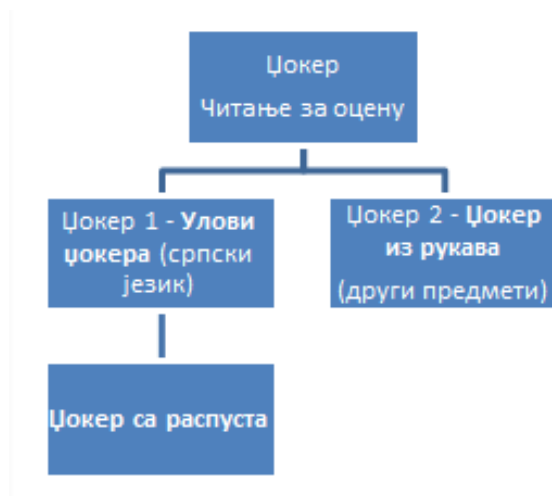 Џокер
Читање за оцену
Џокер 1 - Улови
џокера (српски
језик)
Џокер 2 - Џокер
из рукава
(други предмети)
Џокер са распуста